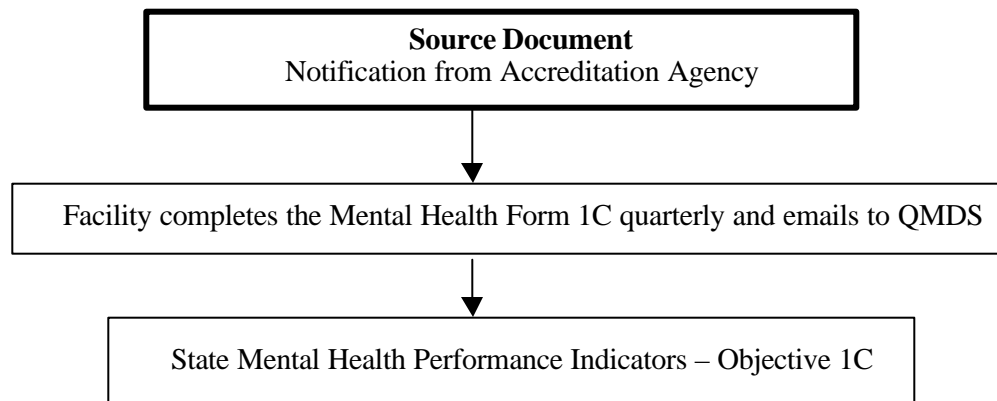 Source Document
Notification from Accreditation Agency
Facility completes the Mental Health Form 1C quarterly and emails to QMDS
State Mental Health Performance Indicators – Objective 1C